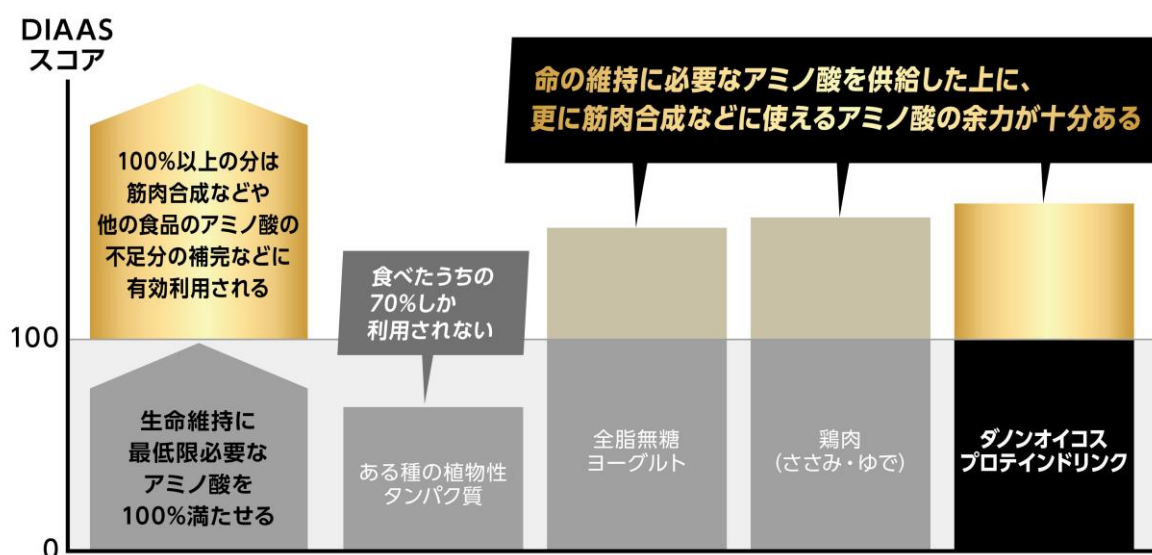 DIAAS
スコア
命の維持に必要なアミノ酸を供給した上に、
更に筋肉合成などに使えるアミノ酸の余力が十分ある
100%以上の分は
筋肉合成などや
他の食品のアミノ酸の
不足分の補完などに
有効利用される
食べたうちの
70%しか
利用されない
100
生命維持に
最低限必要な
アミノ酸を
100%満たせる
ある種の植物性
タンパク質
全脂無糖
ヨーグルト
鶏肉
(ささみ・ゆで)
ダノンオイコス
プロテインドリンク
0